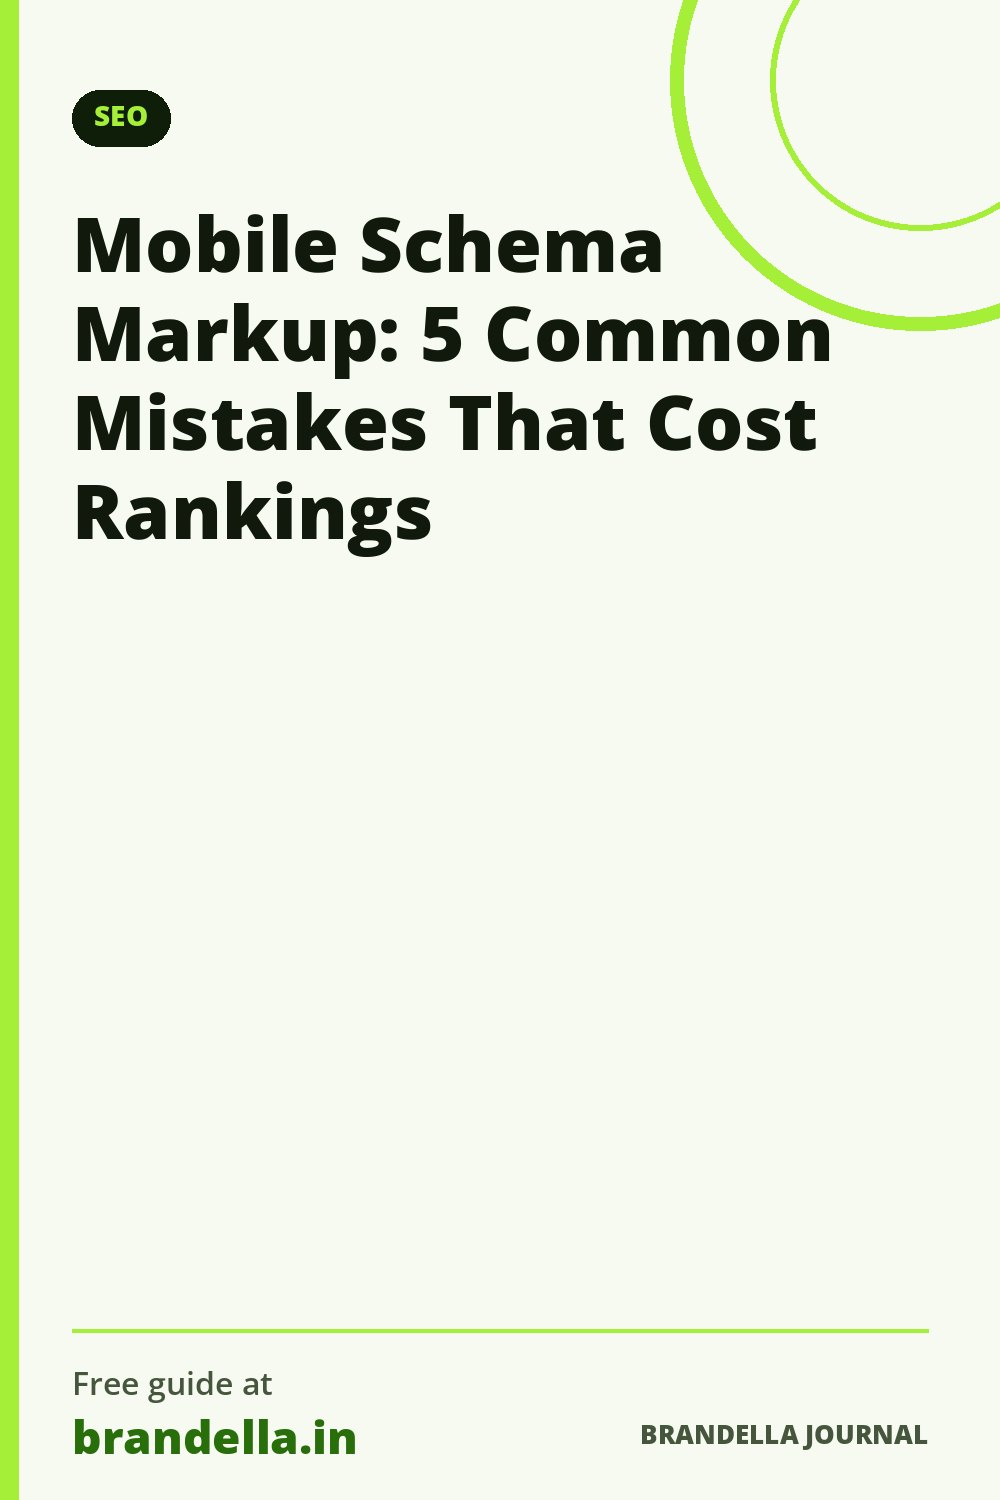 SEO
Mobile Schema
Markup: 5 Common
Mistakes That Cost
Rankings
Free guide at
brandella.in
BRANDELLA JOURNAL